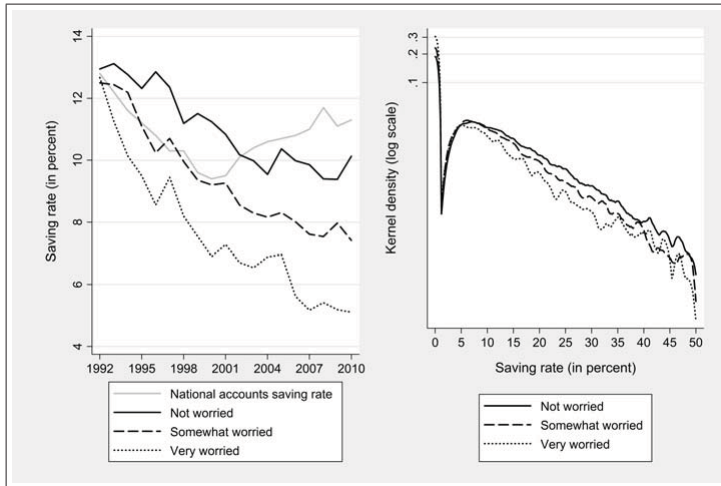 Saving rate (in percent)
14
12
10
8
6
4
1992 1995 1998 2001 2004 2007 2010
National accounts saving rate
Not worried
Somewhat worried
Very worried
Kernel density (log scale)
.3
.2
.1
0 5 10 15 20 25 30 35 40 45 50
Saving rate (in percent)
Not worried
Somewhat worried
Very worried